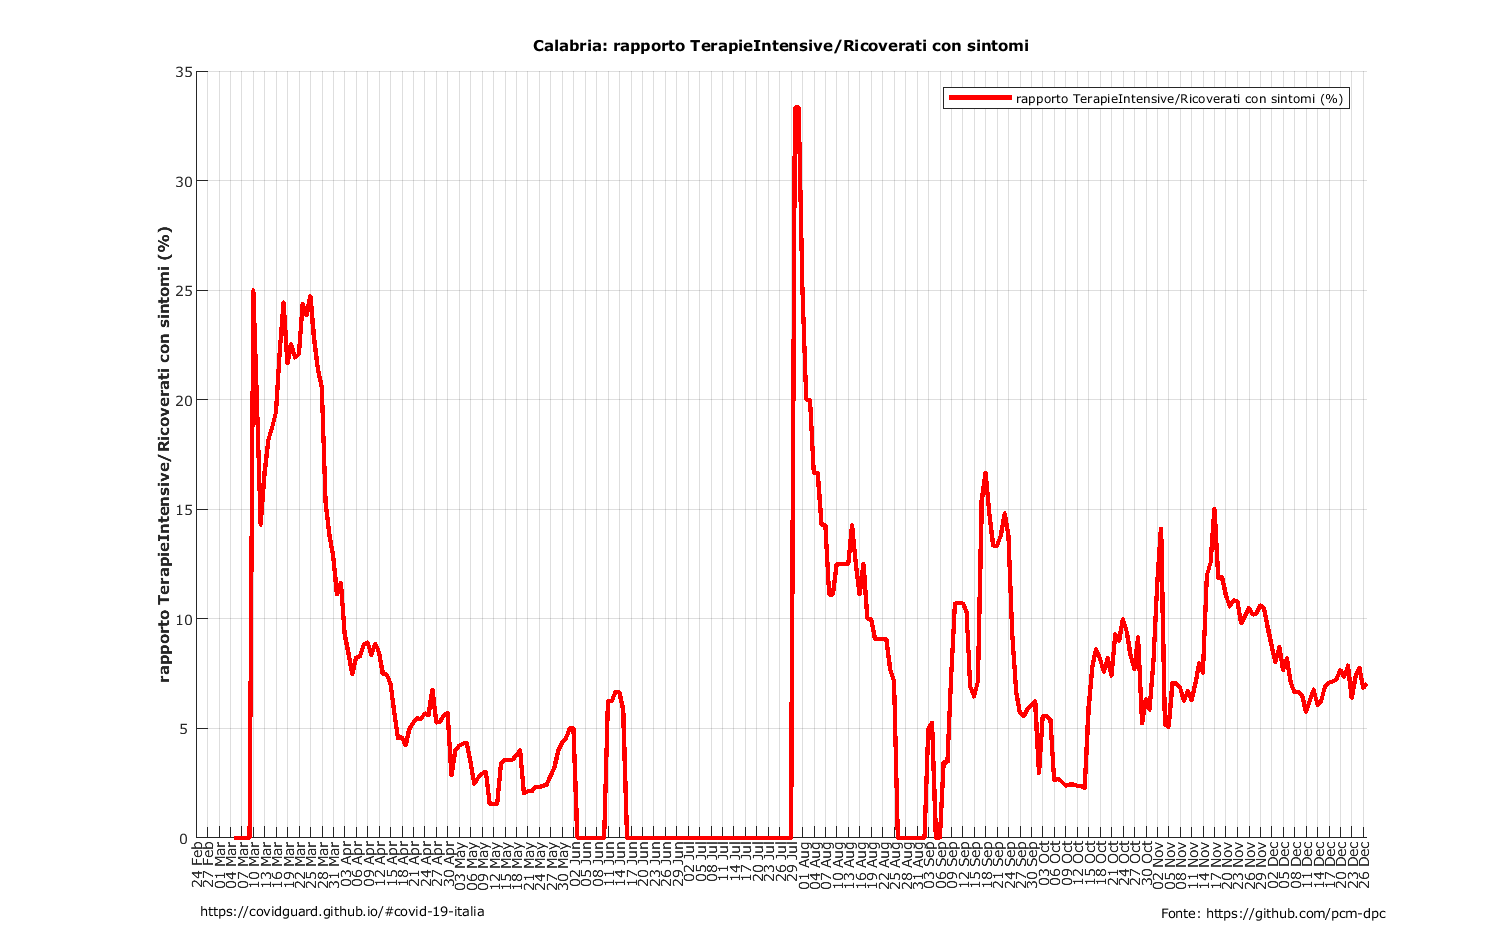 Calabria: rapporto TerapieIntensive/Ricoverati con sintomi
rapporto TerapieIntensive/Ricoverati con sintomi (%)
rapporto TerapieIntensive/Ricoverati con sintomi (%)
35
30
25
20
15
10
5
0
24 Feb
27 Feb
01 Mar
04 Mar
07 Mar
10 Mar
13 Mar
16 Mar
19 Mar
22 Mar
25 Mar
28 Mar
31 Mar
03 Apr
06 Apr
09 Apr
12 Apr
15 Apr
18 Apr
21 Apr
24 Apr
27 Apr
30 Apr
03 May
06 May
09 May
12 May
15 May
18 May
21 May
24 May
27 May
30 May
02 Jun
05 Jun
08 Jun
11 Jun
14 Jun
17 Jun
20 Jun
23 Jun
26 Jun
29 Jun
02 Jul
05 Jul
08 Jul
11 Jul
14 Jul
17 Jul
20 Jul
23 Jul
26 Jul
29 Jul
01 Aug
04 Aug
07 Aug
10 Aug
13 Aug
16 Aug
19 Aug
22 Aug
25 Aug
28 Aug
31 Aug
03 Sep
06 Sep
09 Sep
12 Sep
15 Sep
18 Sep
21 Sep
24 Sep
27 Sep
30 Sep
03 Oct
06 Oct
09 Oct
12 Oct
15 Oct
18 Oct
21 Oct
24 Oct
27 Oct
30 Oct
02 Nov
05 Nov
08 Nov
11 Nov
14 Nov
17 Nov
20 Nov
23 Nov
26 Nov
29 Nov
02 Dec
05 Dec
08 Dec
11 Dec
14 Dec
17 Dec
20 Dec
23 Dec
26 Dec
https://covidguard.github.io/#covid-19-italia
Fonte: https://github.com/pcm-dpc